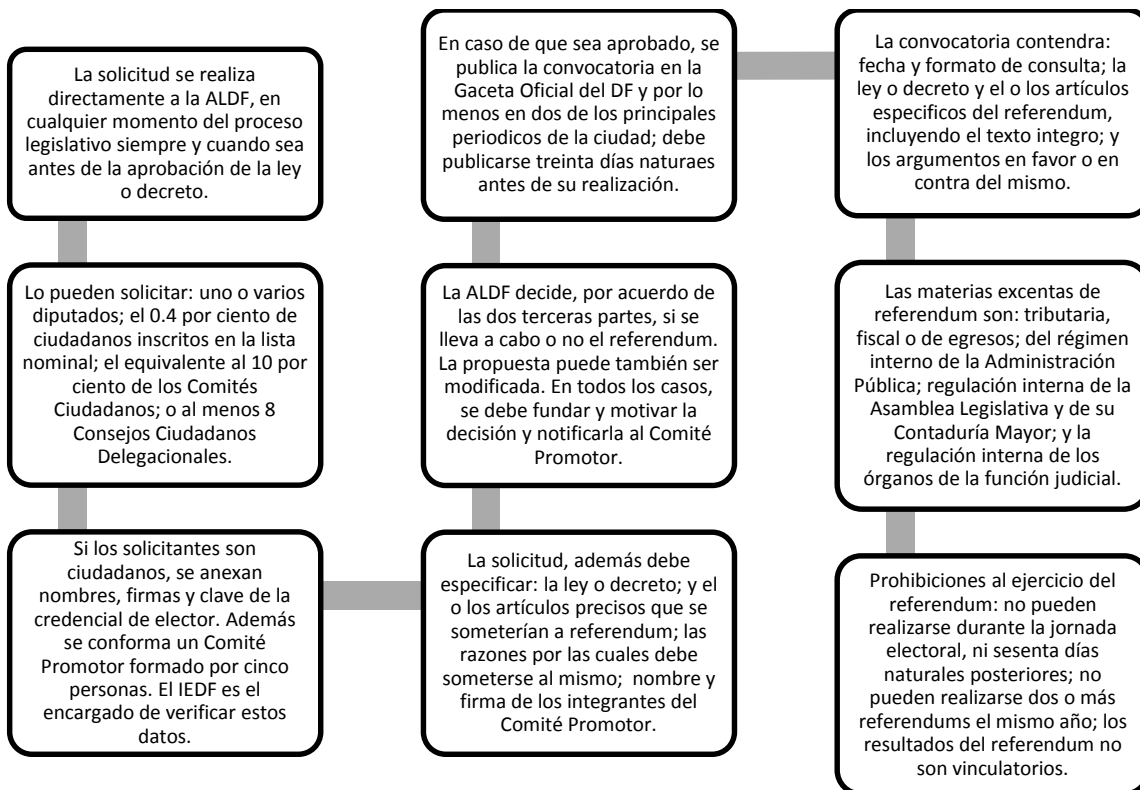 La solicitud se realiza
directamente a la ALDF, en
cualquier momento del proceso
legislativo siempre y cuando sea
antes de la aprobación de la ley
o decreto.
Lo pueden solicitar: uno o varios
diputados; el 0.4 por ciento de
ciudadanos inscritos en la lista
nominal; el equivalente al 10 por
ciento de los Comités
Ciudadanos; o al menos 8
Consejos Ciudadanos
Delegacionales.
Si los solicitantes son
ciudadanos, se anexan
nombres, firmas y clave de la
credencial de elector. Además
se conforma un Comité
Promotor formado por cinco
personas. El IEDF es el
encargado de verificar estos
datos.
La solicitud, además debe
especificar: la ley o decreto; y el
o los artículos precisos que se
someterían a referendum; las
razones por las cuales debe
someterse al mismo; nombre y
firma de los integrantes del
Comité Promotor.
La ALDF decide, por acuerdo de
las dos terceras partes, si se
lleva a cabo o no el referendum.
La propuesta puede también ser
modificada. En todos los casos,
se debe fundar y motivar la
decisión y notificarla al Comité
Promotor.
En caso de que sea aprobado, se
publica la convocatoria en la
Gaceta Oficial del DF y por lo
menos en dos de los principales
periodicos de la ciudad; debe
publicarse treinta días naturaes
antes de su realización.
La convocatoria contendra:
fecha y formato de consulta; la
ley o decreto y el o los artículos
especificos del referendum,
incluyendo el texto integro; y
los argumentos en favor o en
contra del mismo.
Las materias excentas de
referendum son: tributaria,
fiscal o de egresos; del régimen
interno de la Administración
Pública; regulación interna de la
Asamblea Legislativa y de su
Contaduría Mayor; y la
regulación interna de los
órganos de la función judicial.
Prohibiciones al ejercicio del
referendum: no pueden
realizarse durante la jornada
electoral, ni sesenta días
naturales posteriores; no
pueden realizarse dos o más
referendums el mismo año; los
resultados del referendum no
son vinculatorios.